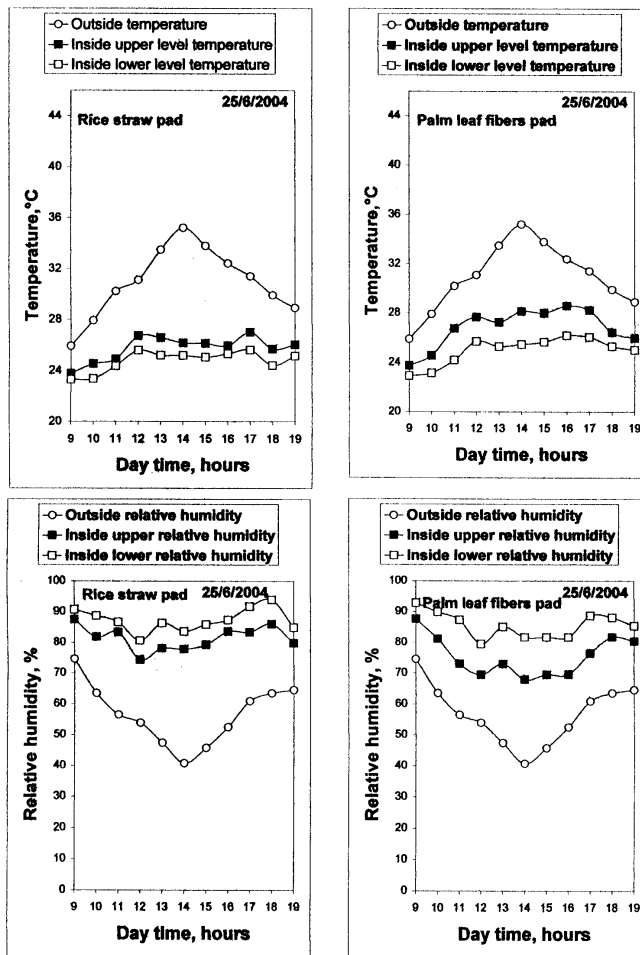 Outside temperature
Inside upper level temperature
Inside lower level temperature
25/6/2004
Rice straw pad
44
40
36
32
28
24
20
Temperature,°C
9 10 11 12 13 14 15 16 17 18 19
Day time, hours
Outside temperature
Inside upper level temperature
Inside lower level temperature
25/6/2004
Palm leaf fibers pad
44
40
36
32
28
24
20
Temperature,°C
9 10 11 12 13 14 15 16 17 18 19
Day time, hours
Outside relative humidity
Inside upper relative humidity
Inside lower relative humidity
Rice straw pad 25/6/2004
100
90
80
70
60
50
40
30
20
10
0
Relative humidity, %
9 10 11 12 13 14 15 16 17 18 19
Day time, hours
Outside relative humidity
Inside upper relative humidity
Inside lower relative humidity
25/6/2004
Palm leaf fibers pad
100
90
80
70
60
50
40
30
20
10
0
Relative humidity, %
9 10 11 12 13 14 15 16 17 18 19
Day time, hours